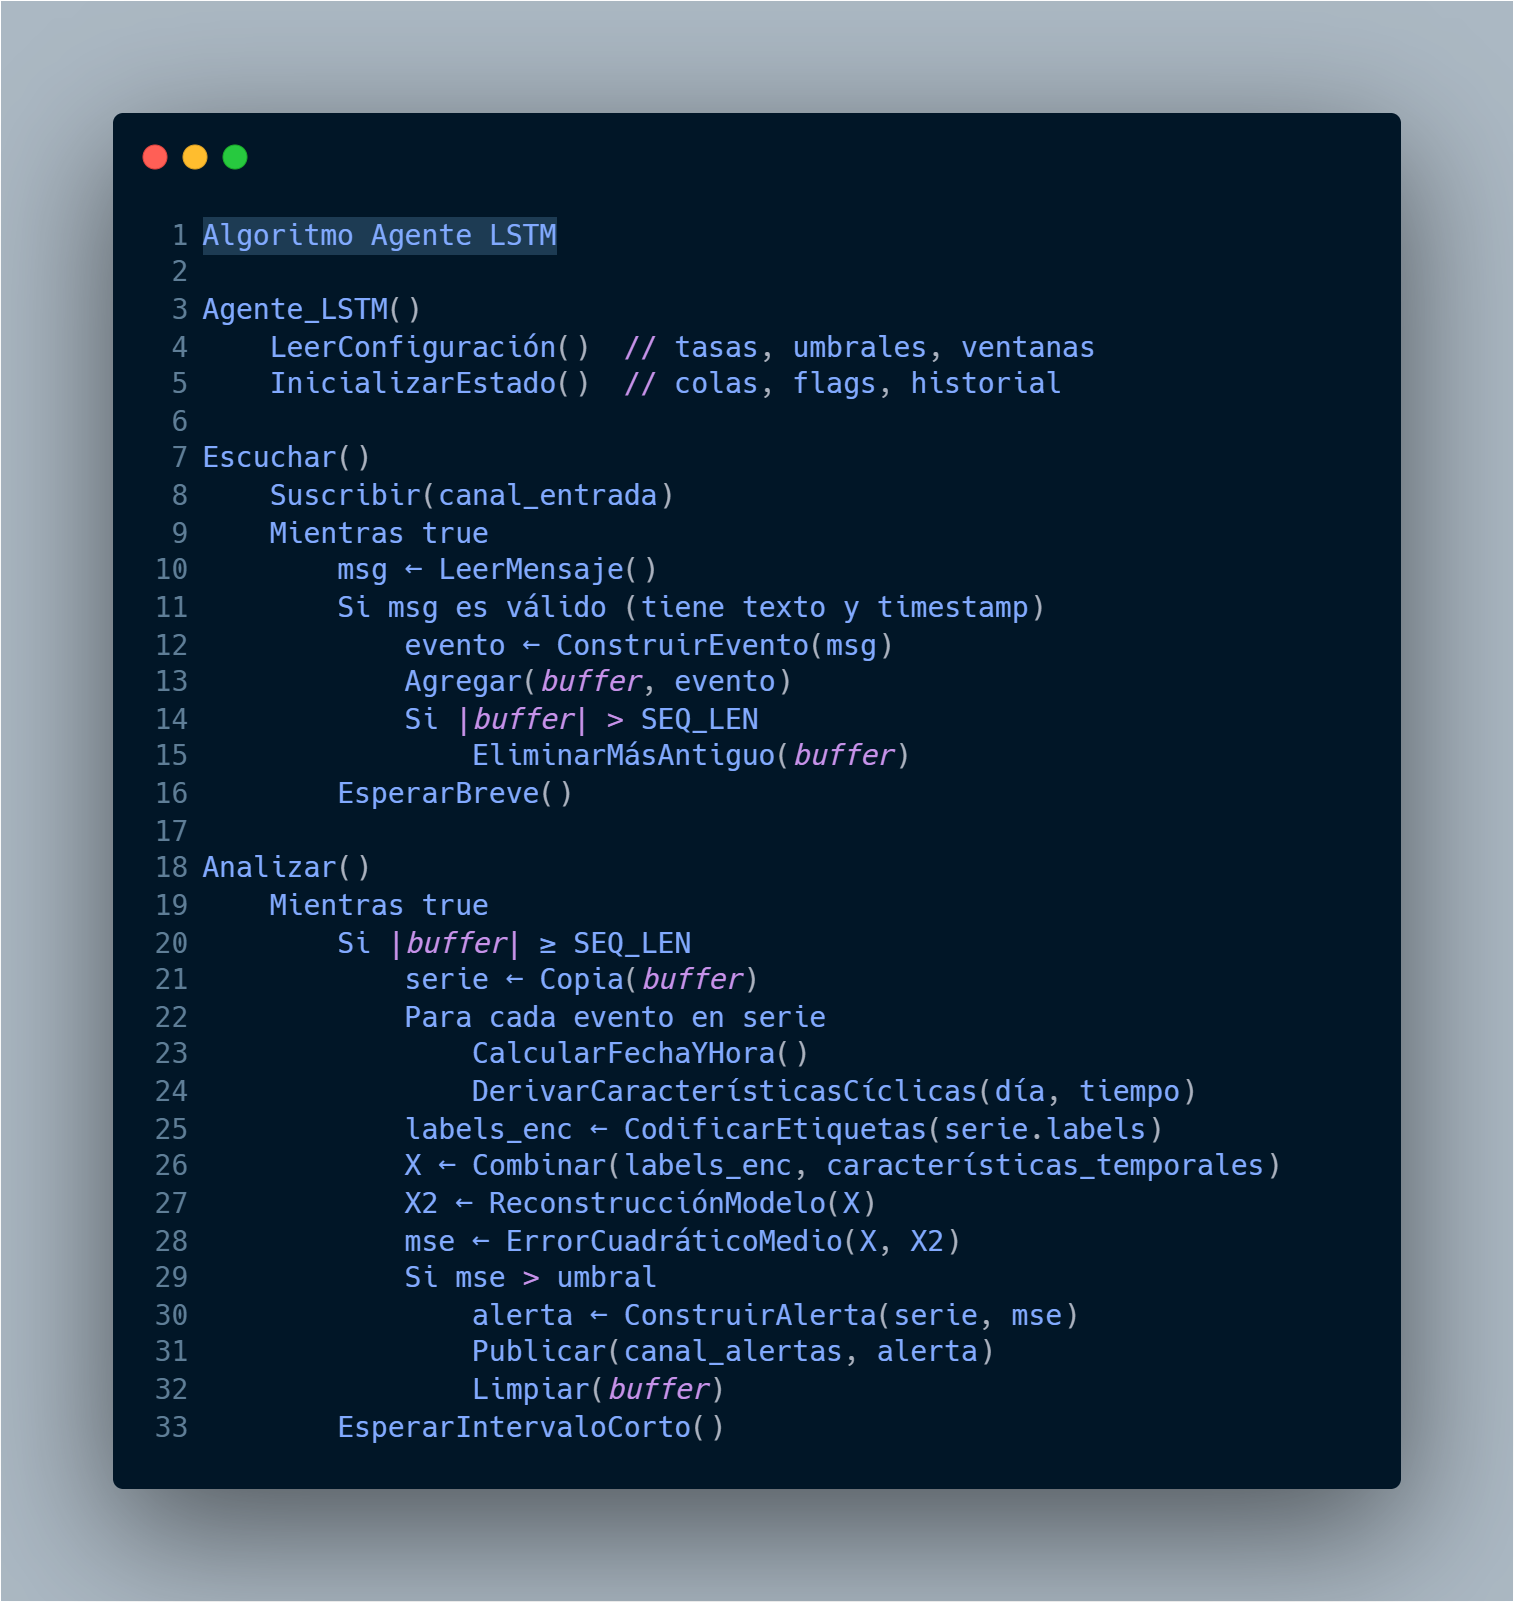 1 Algoritmo Agente LSTM
2
3 Agente_LSTM()
4     LeerConfiguración()  // tasas, umbrales, ventanas
5     InicializarEstado()  // colas, flags, historial
6
7 Escuchar()
8     Suscribir(canal_entrada)
9     Mientras true
10         msg ← LeerMensaje()
11         Si msg es válido (tiene texto y timestamp)
12             evento ← ConstruirEvento(msg)
13             Agregar(buffer, evento)
14             Si |buffer| > SEQ_LEN
15                 EliminarMásAntiguo(buffer)
16         EsperarBreve()
17
18 Analizar()
19     Mientras true
20         Si |buffer| ≥ SEQ_LEN
21             serie ← Copia(buffer)
22             Para cada evento en serie
23                 CalcularFechaYHora()
24                 DerivarCaracterísticasCíclicas(día, tiempo)
25             labels_enc ← CodificarEtiquetas(serie.labels)
26             X ← Combinar(labels_enc, características_temporales)
27             X2 ← ReconstrucciónModelo(X)
28             mse ← ErrorCuadráticoMedio(X, X2)
29             Si mse > umbral
30                 alerta ← ConstruirAlerta(serie, mse)
31                 Publicar(canal_alertas, alerta)
32                 Limpiar(buffer)
33         EsperarIntervaloCorto()